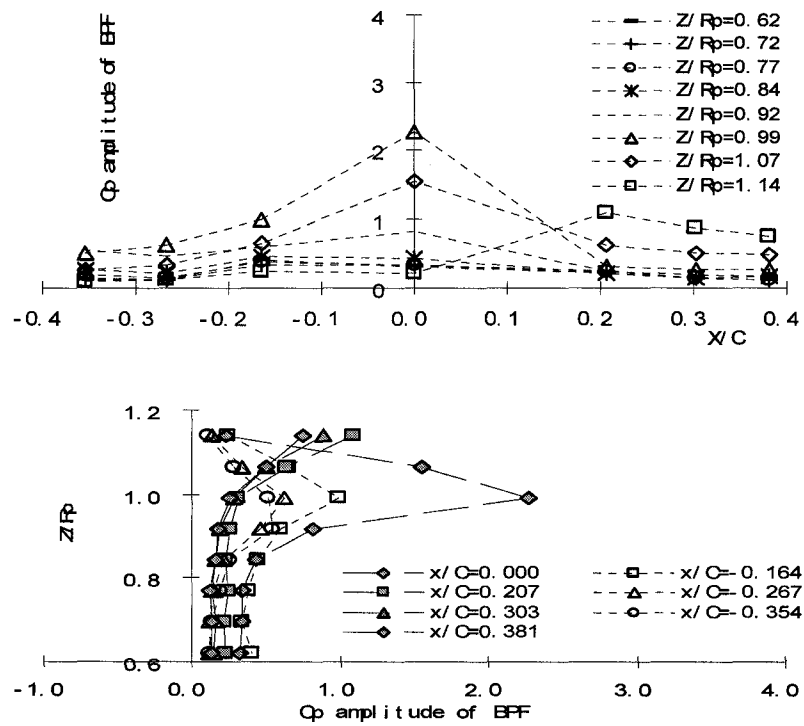 Cp amplitude of BPF
4
3
2
1
0
-0.4 -0.3 -0.2 -0.1 0.0 0.1 0.2 0.3 0.4
X/C
Z/Rp=0.62
Z/Rp=0.72
Z/Rp=0.77
Z/Rp=0.84
Z/Rp=0.92
Z/Rp=0.99
Z/Rp=1.07
Z/Rp=1.14
Z/Rp
1.2
1.0
0.8
0.6
x/C=0.000
x/C=0.207
x/C=0.303
x/C=0.381
x/C=-0.164
x/C=-0.267
x/C=-0.354
-1.0 0.0 1.0 2.0 3.0 4.0
Cp amplitude of BPF